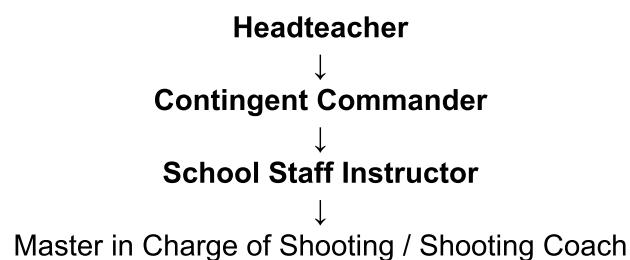 Headteacher
↓
Contingent Commander
↓
School Staff Instructor
↓
Master in Charge of Shooting / Shooting Coach